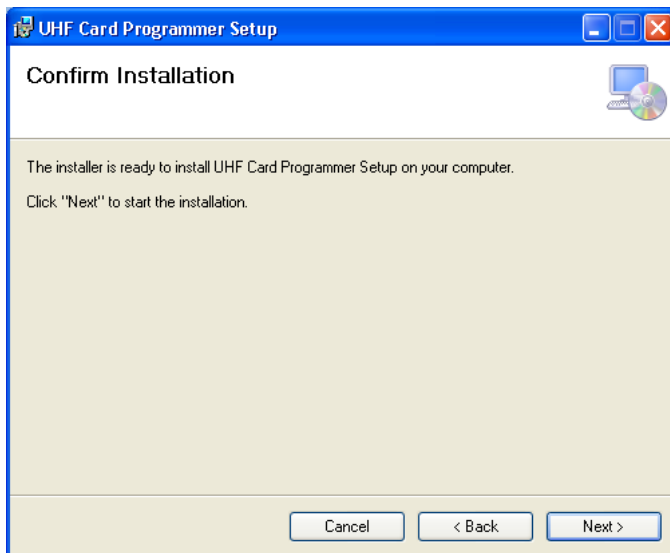 UHF Card Programmer Setup
Confirm Installation
The installer is ready to install UHF Card Programmer Setup on your computer.
Click "Next" to start the installation.
Cancel
< Back
Next >